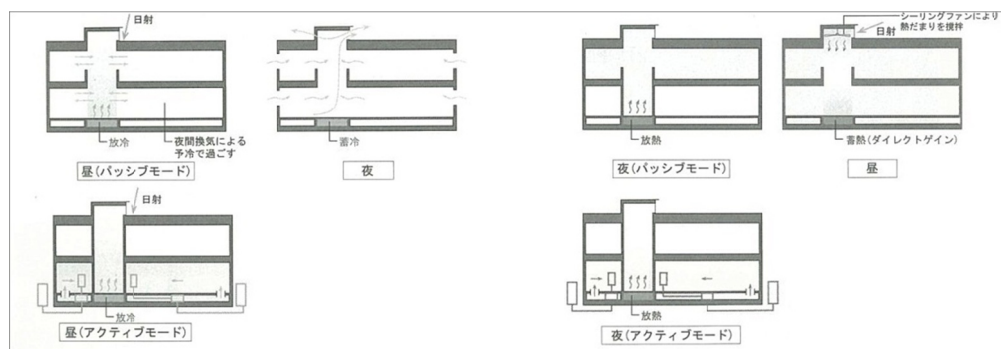 日射
放冷
夜間換気による
予冷で過ごす
昼(パッシブモード)
蓄冷
夜
放熱
夜(パッシブモード)
シーリングファンにより
熱だまりを撹拌
日射
蓄熱(ダイレクトゲイン)
昼
日射
放冷
昼(アクティブモード)
放熱
夜(アクティブモード)